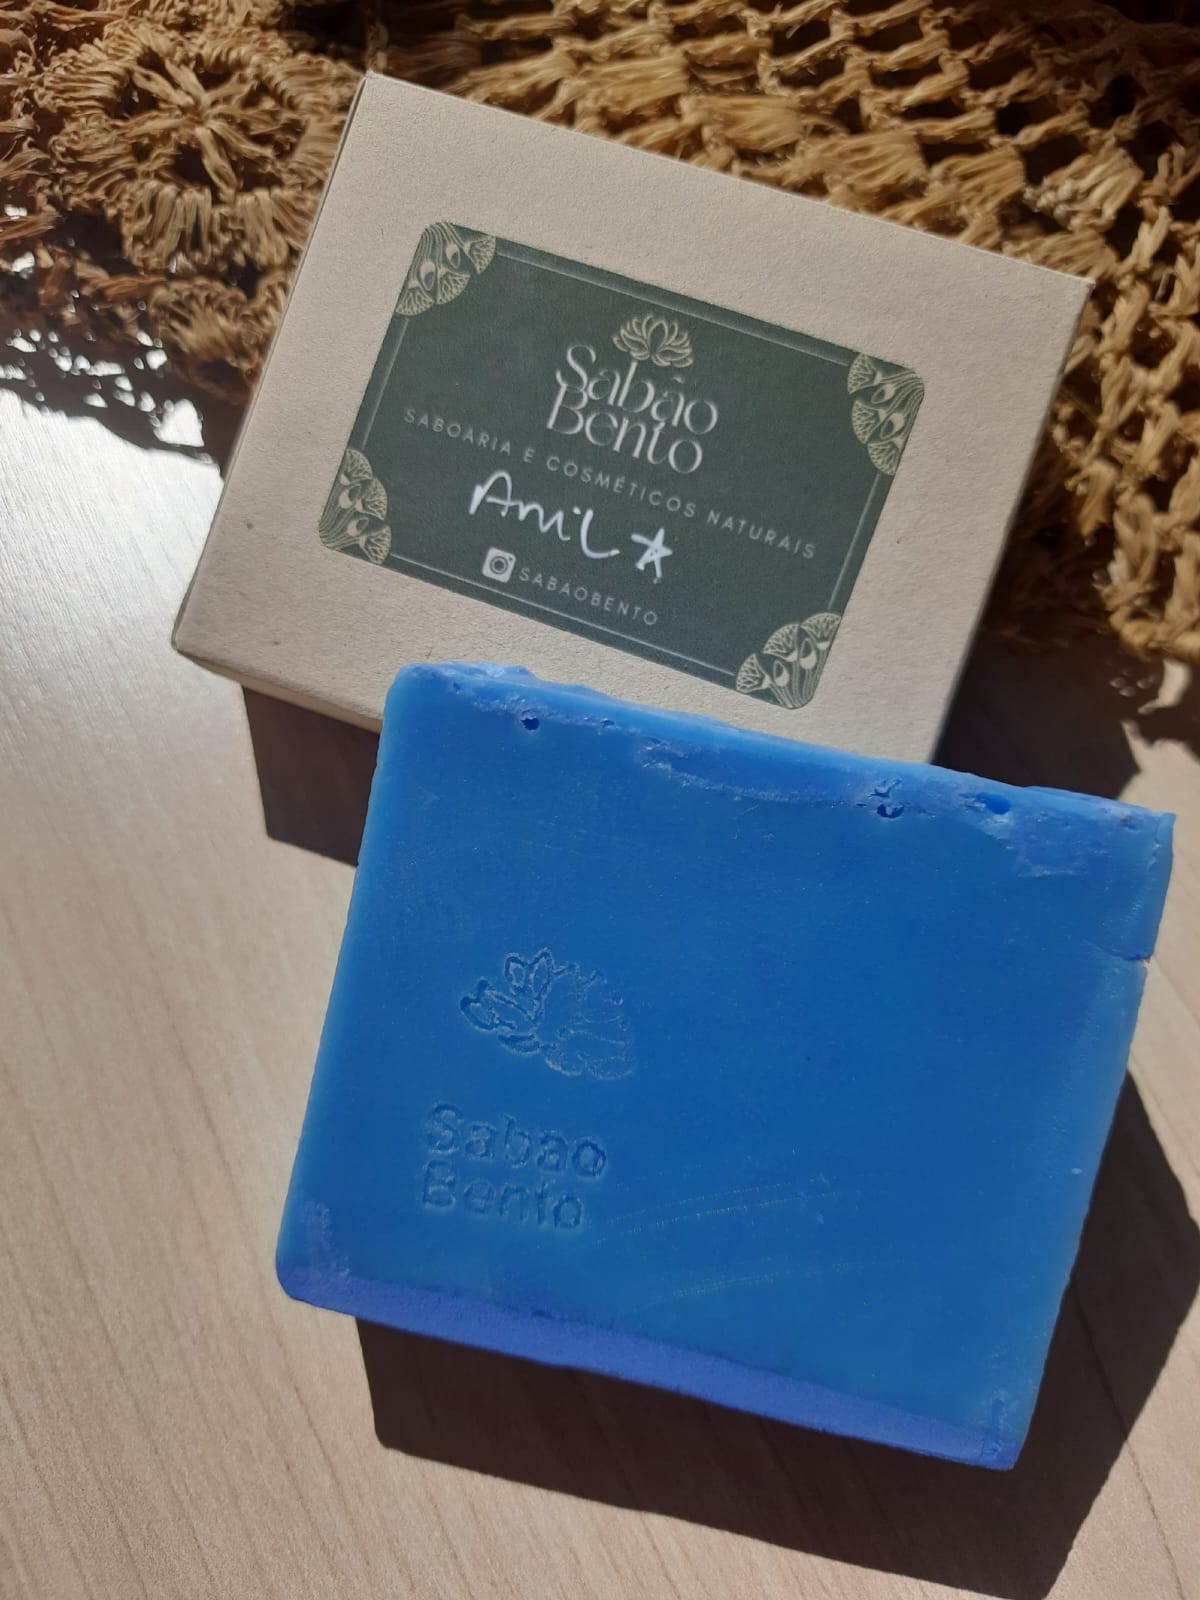 Sabão
Bento
SABOARIA E COSMÉTICOS NATURAIS
Anil
SABAOBENTO
Sabao
Bento